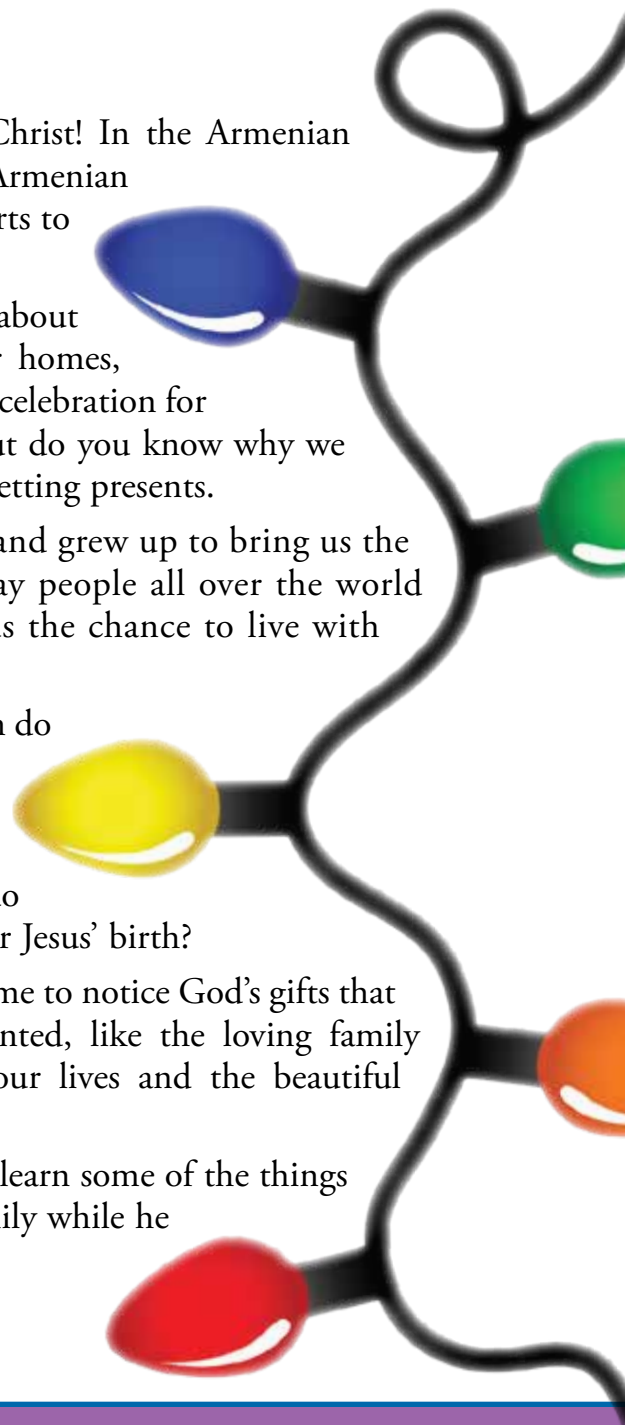 Christ! In the Armenian
Armenian
rts to
about
homes,
celebration for
ut do you know why we
etting presents.
and grew up to bring us the
ay people all over the world
s the chance to live with
do
o
r Jesus’ birth?
me to notice God’s gifts that
nted, like the loving family
our lives and the beautiful
learn some of the things
ily while he